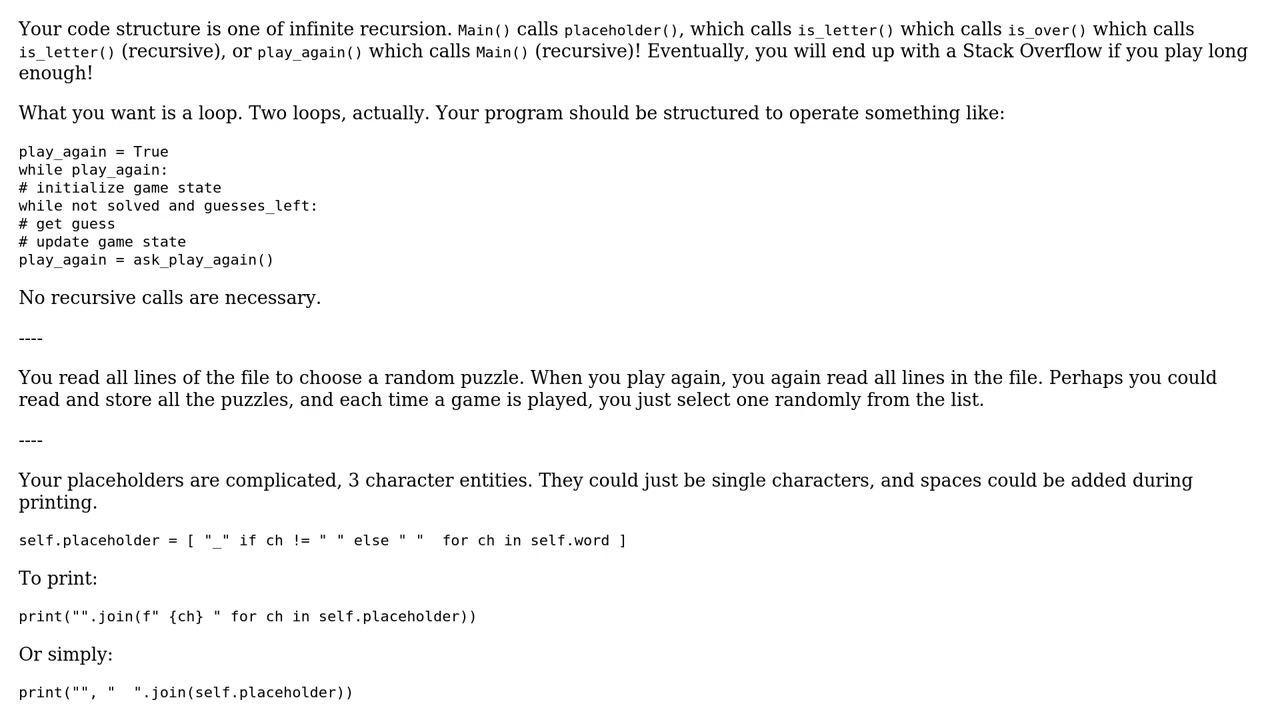 Your code structure is one of infinite recursion. Main() calls placeholder(), which calls is_letter() which calls is_over() which calls
is_letter() (recursive), or play_again() which calls Main() (recursive)! Eventually, you will end up with a Stack Overflow if you play long
enough!
What you want is a loop. Two loops, actually. Your program should be structured to operate something like:
play_again = True
while play_again:
# initialize game state
while not solved and guesses_left:
# get guess
# update game state
play_again = ask_play_again()
No recursive calls are necessary.
----
You read all lines of the file to choose a random puzzle. When you play again, you again read all lines in the file. Perhaps you could
read and store all the puzzles, and each time a game is played, you just select one randomly from the list.
----
Your placeholders are complicated, 3 character entities. They could just be single characters, and spaces could be added during
printing.
self.placeholder = [ "_" if ch != " " else " "  for ch in self.word ]
To print:
print("".join(f" {ch} " for ch in self.placeholder))
Or simply:
print("", "  ".join(self.placeholder))